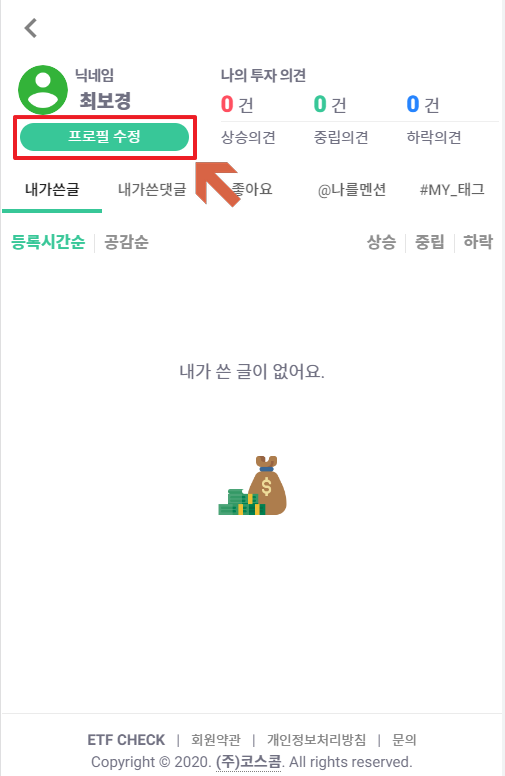 닉네임
최보경
프로필 수정
나의 투자 의견
0 건 0 건 0 건
상승의견 중립의견 하락의견
내가쓴글 내가쓴댓글 좋아요 @나를멘션 #MY_태그
등록시간순 | 공감순 상승 | 중립 | 하락
내가 쓴 글이 없어요.
$
ETF CHECK | 회원약관 | 개인정보처리방침 | 문의
Copyright © 2020. (주)코스콤. All rights reserved.